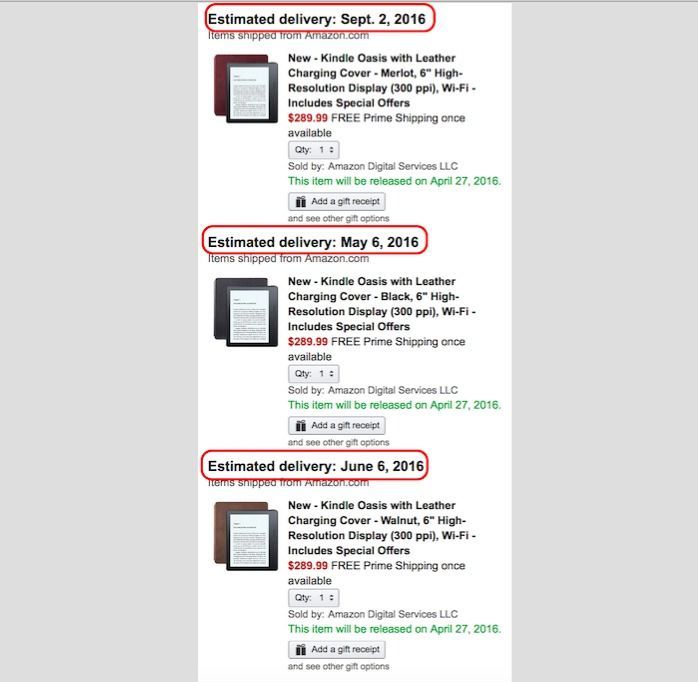 Estimated delivery: Sept. 2, 2016
Items shipped from Amazon.com
New - Kindle Oasis with Leather
Charging Cover - Merlot, 6" High-
Resolution Display (300 ppi), Wi-Fi -
Includes Special Offers
$289.99 FREE Prime Shipping once
available
Qty: 1
Sold by: Amazon Digital Services LLC
This item will be released on April 27, 2016.
Add a gift receipt
and see other gift options
Estimated delivery: May 6, 2016
Items shipped from Amazon.com
New - Kindle Oasis with Leather
Charging Cover - Black, 6" High-
Resolution Display (300 ppi), Wi-Fi -
Includes Special Offers
$289.99 FREE Prime Shipping once
available
Qty: 1
Sold by: Amazon Digital Services LLC
This item will be released on April 27, 2016.
Add a gift receipt
and see other gift options
Estimated delivery: June 6, 2016
Items shipped from Amazon.com
New - Kindle Oasis with Leather
Charging Cover - Walnut, 6" High-
Resolution Display (300 ppi), Wi-Fi -
Includes Special Offers
$289.99 FREE Prime Shipping once
available
Qty: 1
Sold by: Amazon Digital Services LLC
This item will be released on April 27, 2016.
Add a gift receipt
and see other gift options